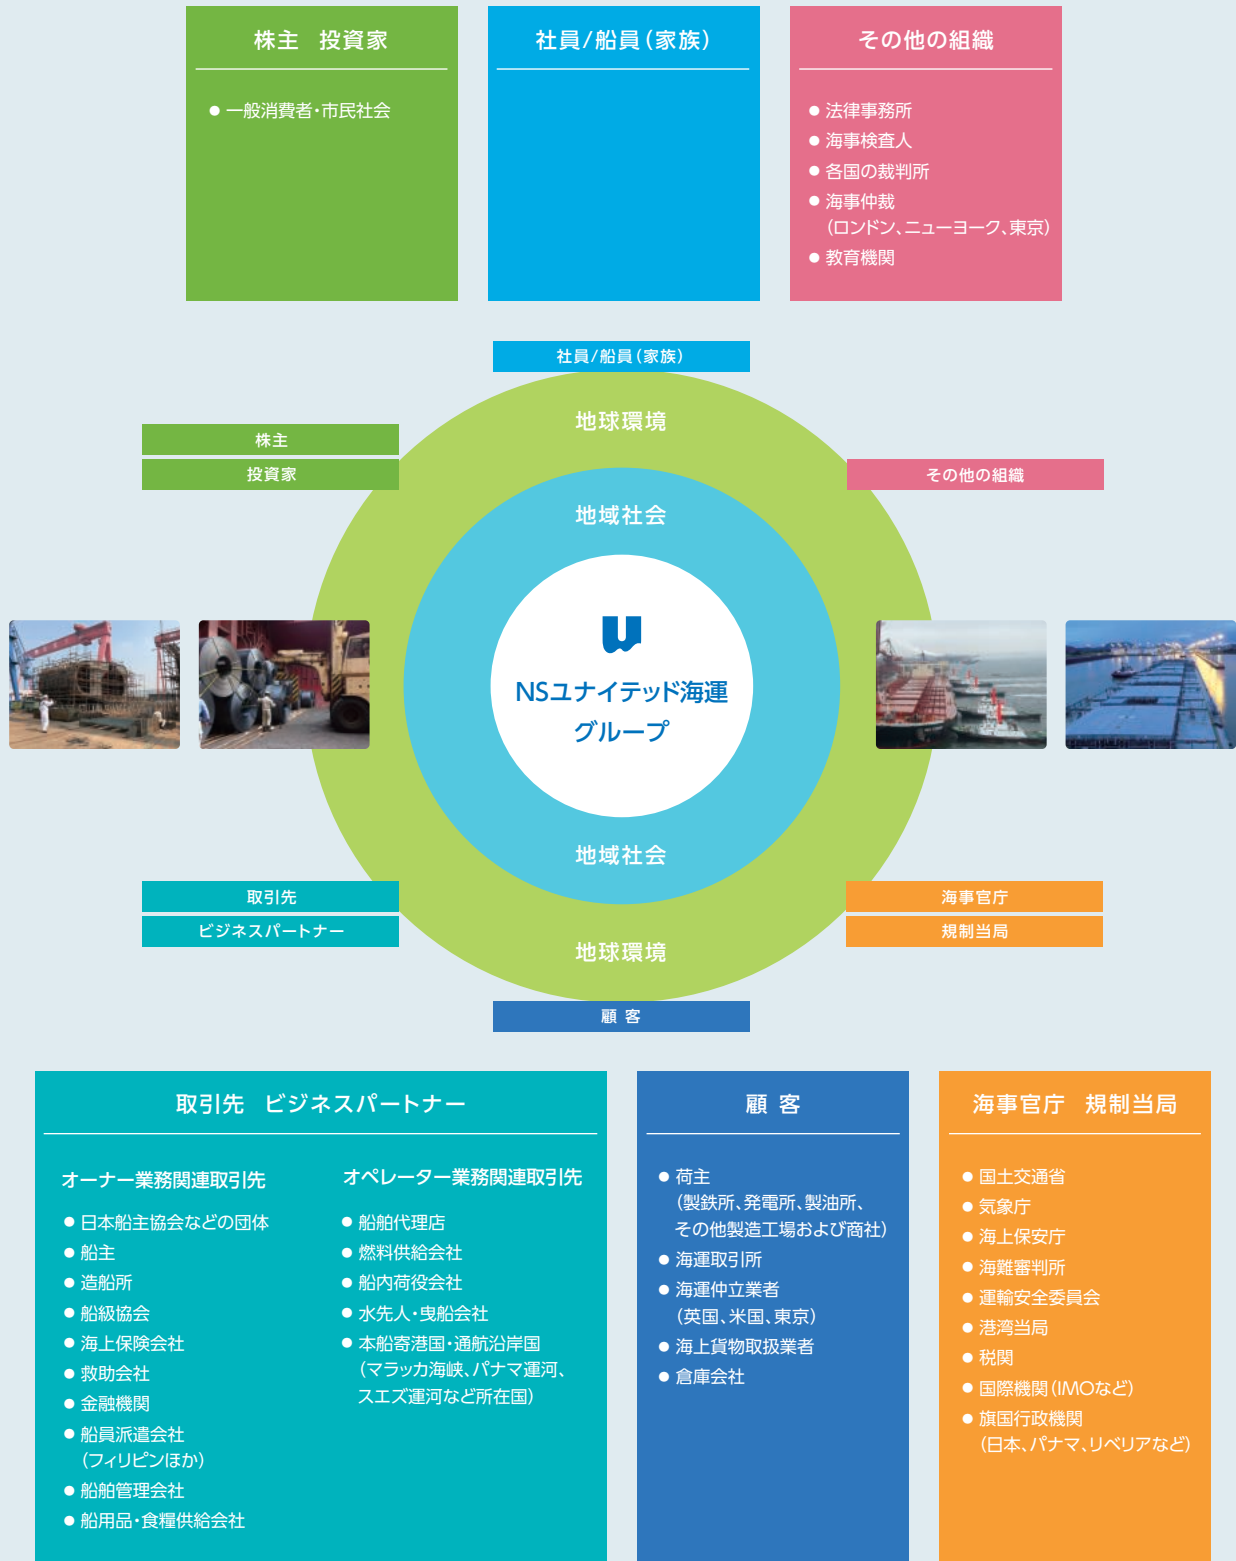 株主 投資家
一般消費者・市民社会
社員/船員(家族)
その他の組織
法律事務所
海事検査人
各国の裁判所
海事仲裁
(ロンドン、ニューヨーク、東京)
教育機関
社員/船員(家族)
株主
投資家
その他の組織
地球環境
地域社会
NSユナイテッド海運
グループ
地域社会
地球環境
取引先
ビジネスパートナー
海事官庁
規制当局
顧 客
取引先 ビジネスパートナー
オーナー業務関連取引先
日本船主協会などの団体
船主
造船所
船級協会
海上保険会社
救助会社
金融機関
船員派遣会社
(フィリピンほか)
船舶管理会社
船用品・食糧供給会社
オペレーター業務関連取引先
船舶代理店
燃料供給会社
船内荷役会社
水先人・曳船会社
本船寄港国・通航沿岸国
(マラッカ海峡、パナマ運河、
スエズ運河など所在国)
顧 客
荷主
(製鉄所、発電所、製油所、
その他製造工場および商社)
海運取引所
海運仲立業者
(英国、米国、東京)
海上貨物取扱業者
倉庫会社
海事官庁 規制当局
国土交通省
気象庁
海上保安庁
海難審判所
運輸安全委員会
港湾当局
税関
国際機関(IMOなど)
旗国行政機関
(日本、パナマ、リベリアなど)